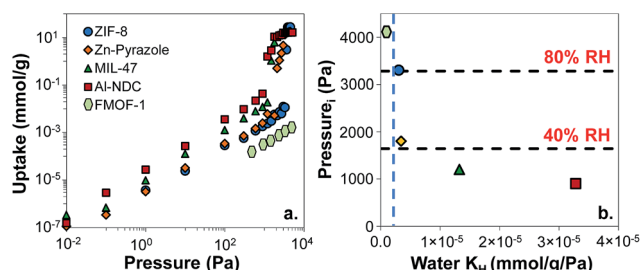 a.
ZIF-8
Zn-Pyrazole
MIL-47
Al-NDC
FMOF-1
Uptake (mmol/g)
10¹
10⁻¹
10⁻³
10⁻⁵
10⁻⁷
10⁻²
10⁰
10²
10⁴
Pressure (Pa)
b.
80% RH
40% RH
Pressureᵢ (Pa)
4000
3000
2000
1000
0
0.0
1×10⁻⁵
2×10⁻⁵
3×10⁻⁵
4×10⁻⁵
Water K_H (mmol/g/Pa)